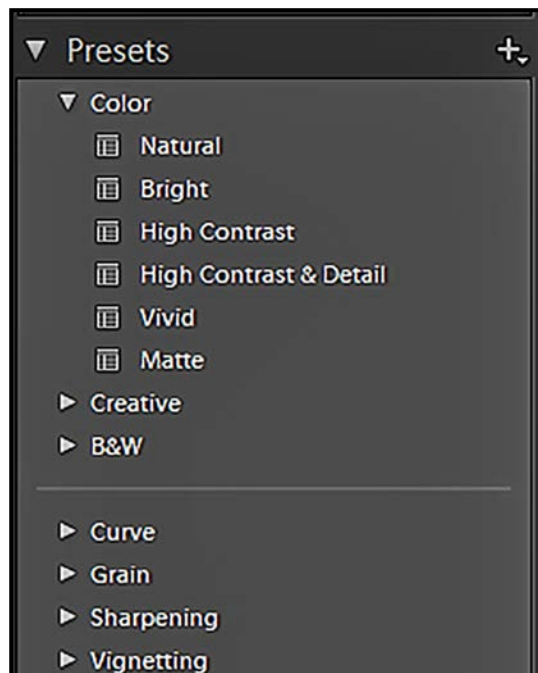 Presets
Color
Natural
Bright
High Contrast
High Contrast & Detail
Vivid
Matte
Creative
B&W
Curve
Grain
Sharpening
Vignetting